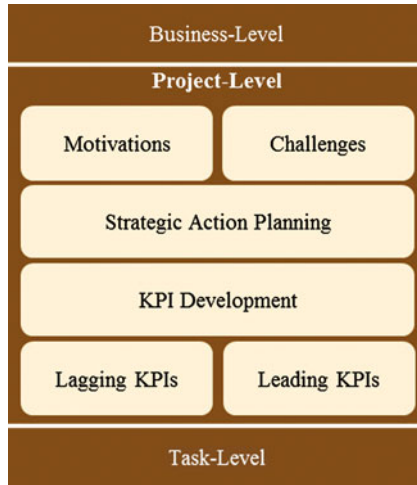 Business-Level
Project-Level
Motivations
Challenges
Strategic Action Planning
KPI Development
Lagging KPIs
Leading KPIs
Task-Level